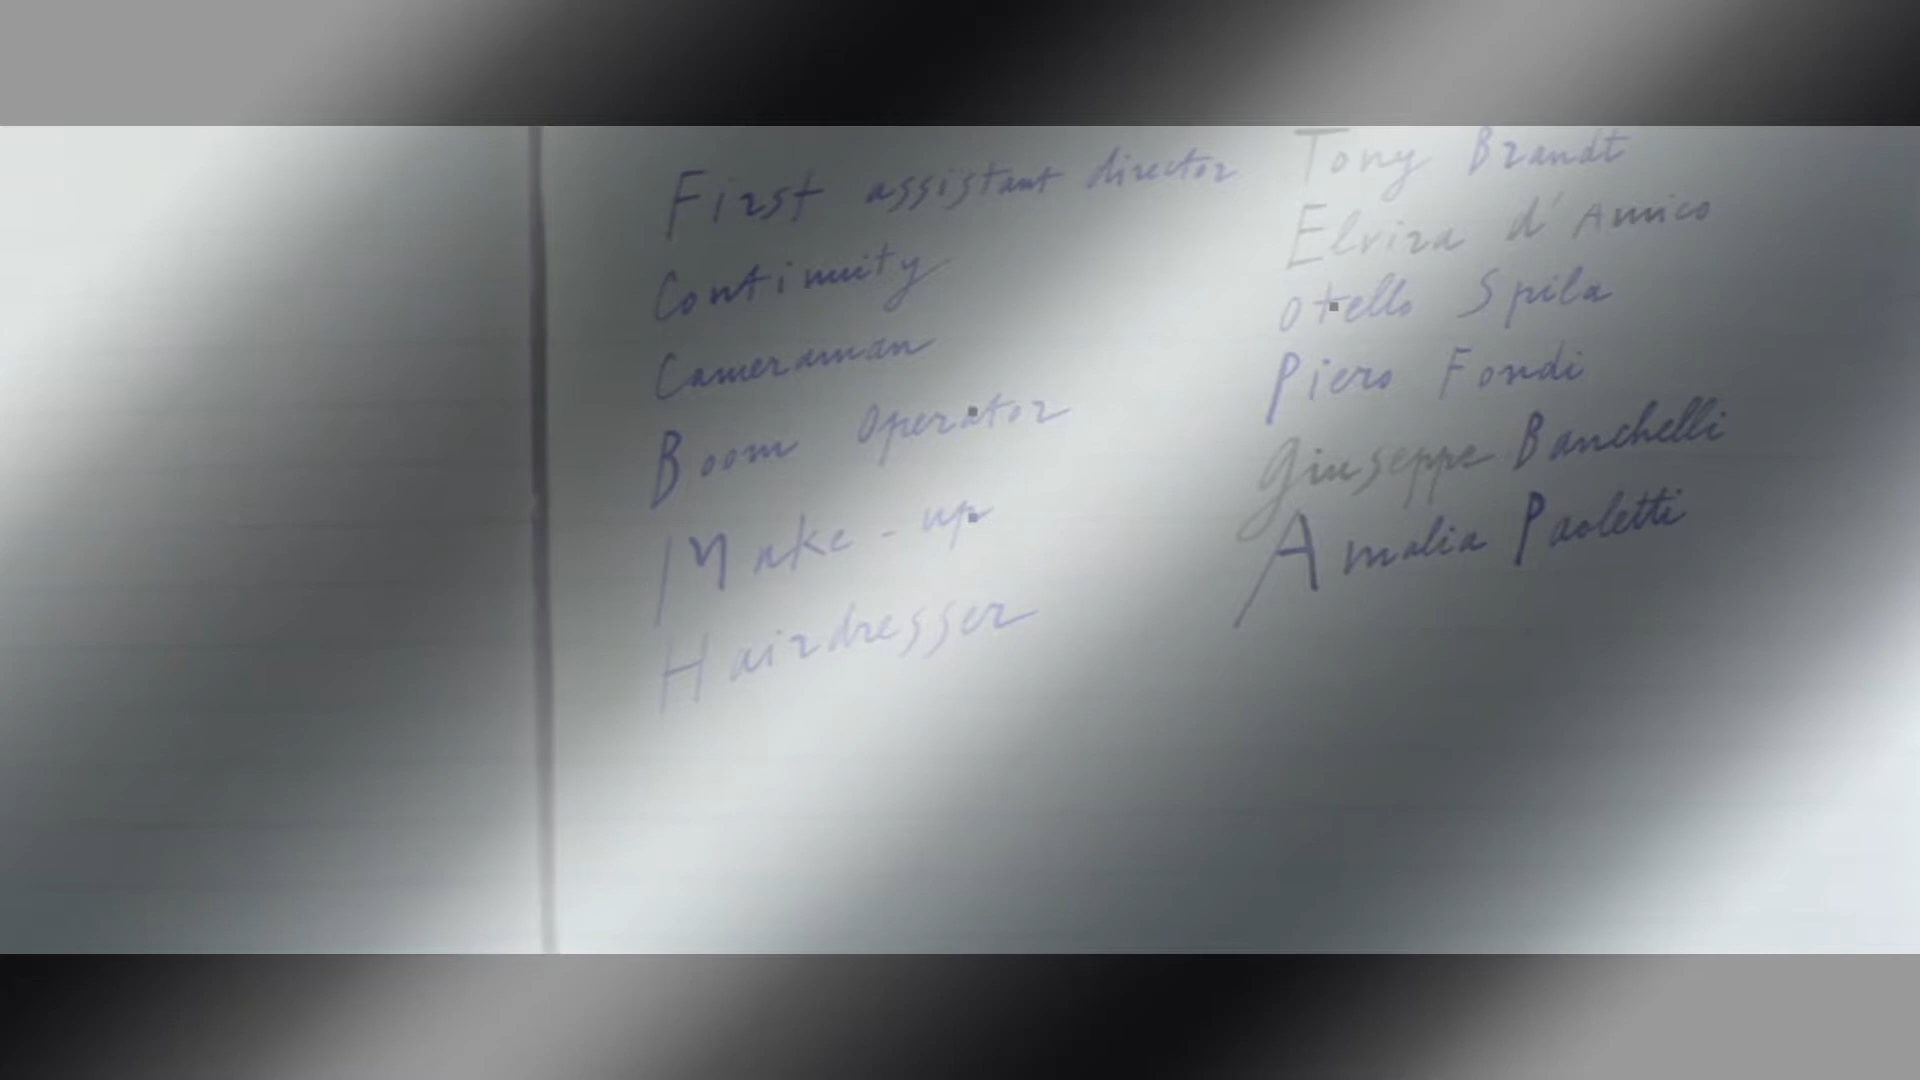 First assistant director Tony Brandt
Continuity Elvira d'Amico
Cameraman Otello Spila
Boom Operator Piero Fondi
Make-up Giuseppe Banchelli
Hairdresser Amalia Paoletti